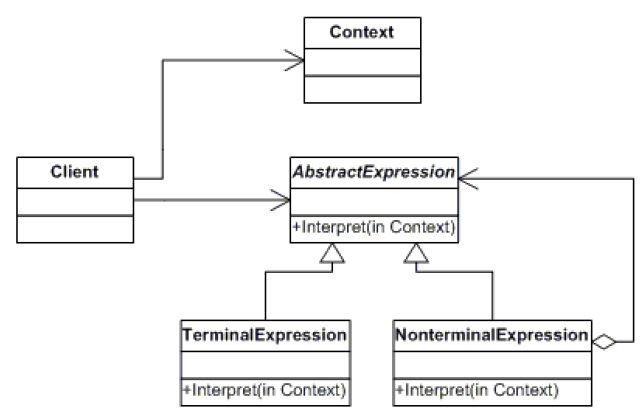 Context
Client
AbstractExpression
+Interpret(in Context)
TerminalExpression
+Interpret(in Context)
NonterminalExpression
+Interpret(in Context)